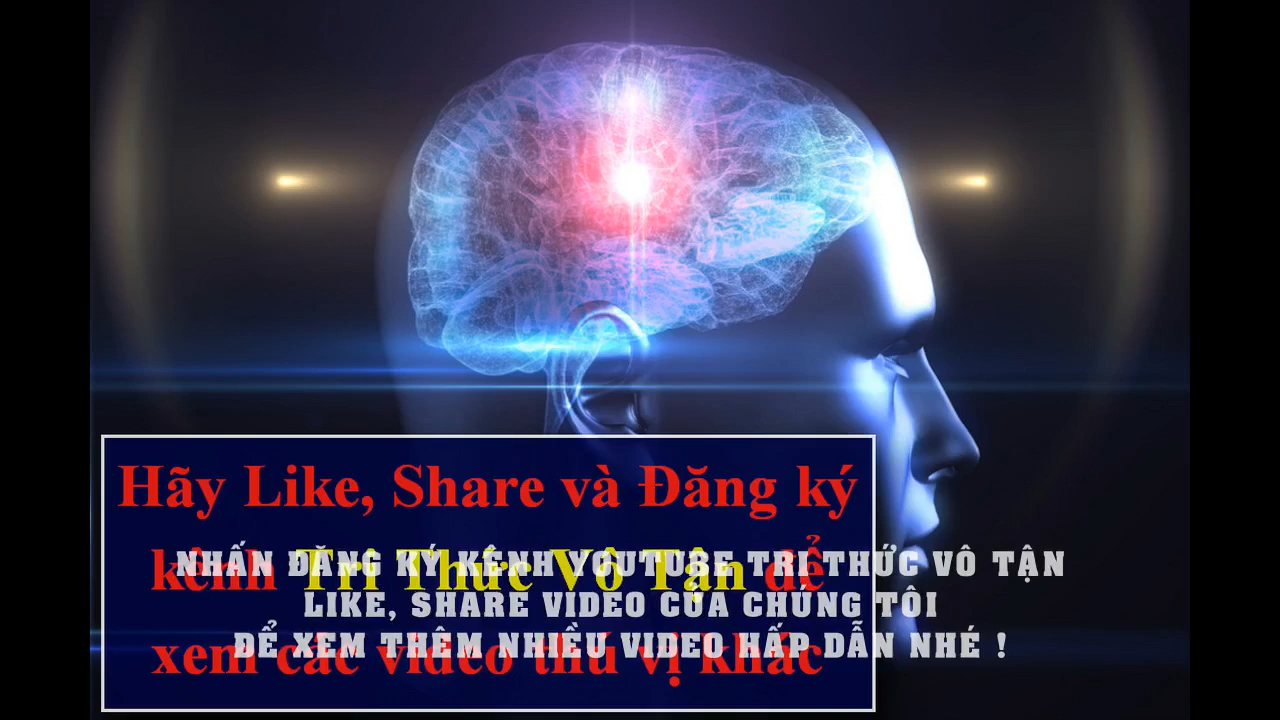 Hãy Like, Share và Đăng ký
kênh Tri Thức Vô Tận để
xem các video thú vị khác
NHẤN ĐĂNG KÝ KÊNH YOUTUBE TRI THỨC VÔ TẬN
LIKE, SHARE VIDEO CỦA CHÚNG TÔI
ĐỂ XEM THÊM NHIỀU VIDEO HẤP DẪN NHÉ !